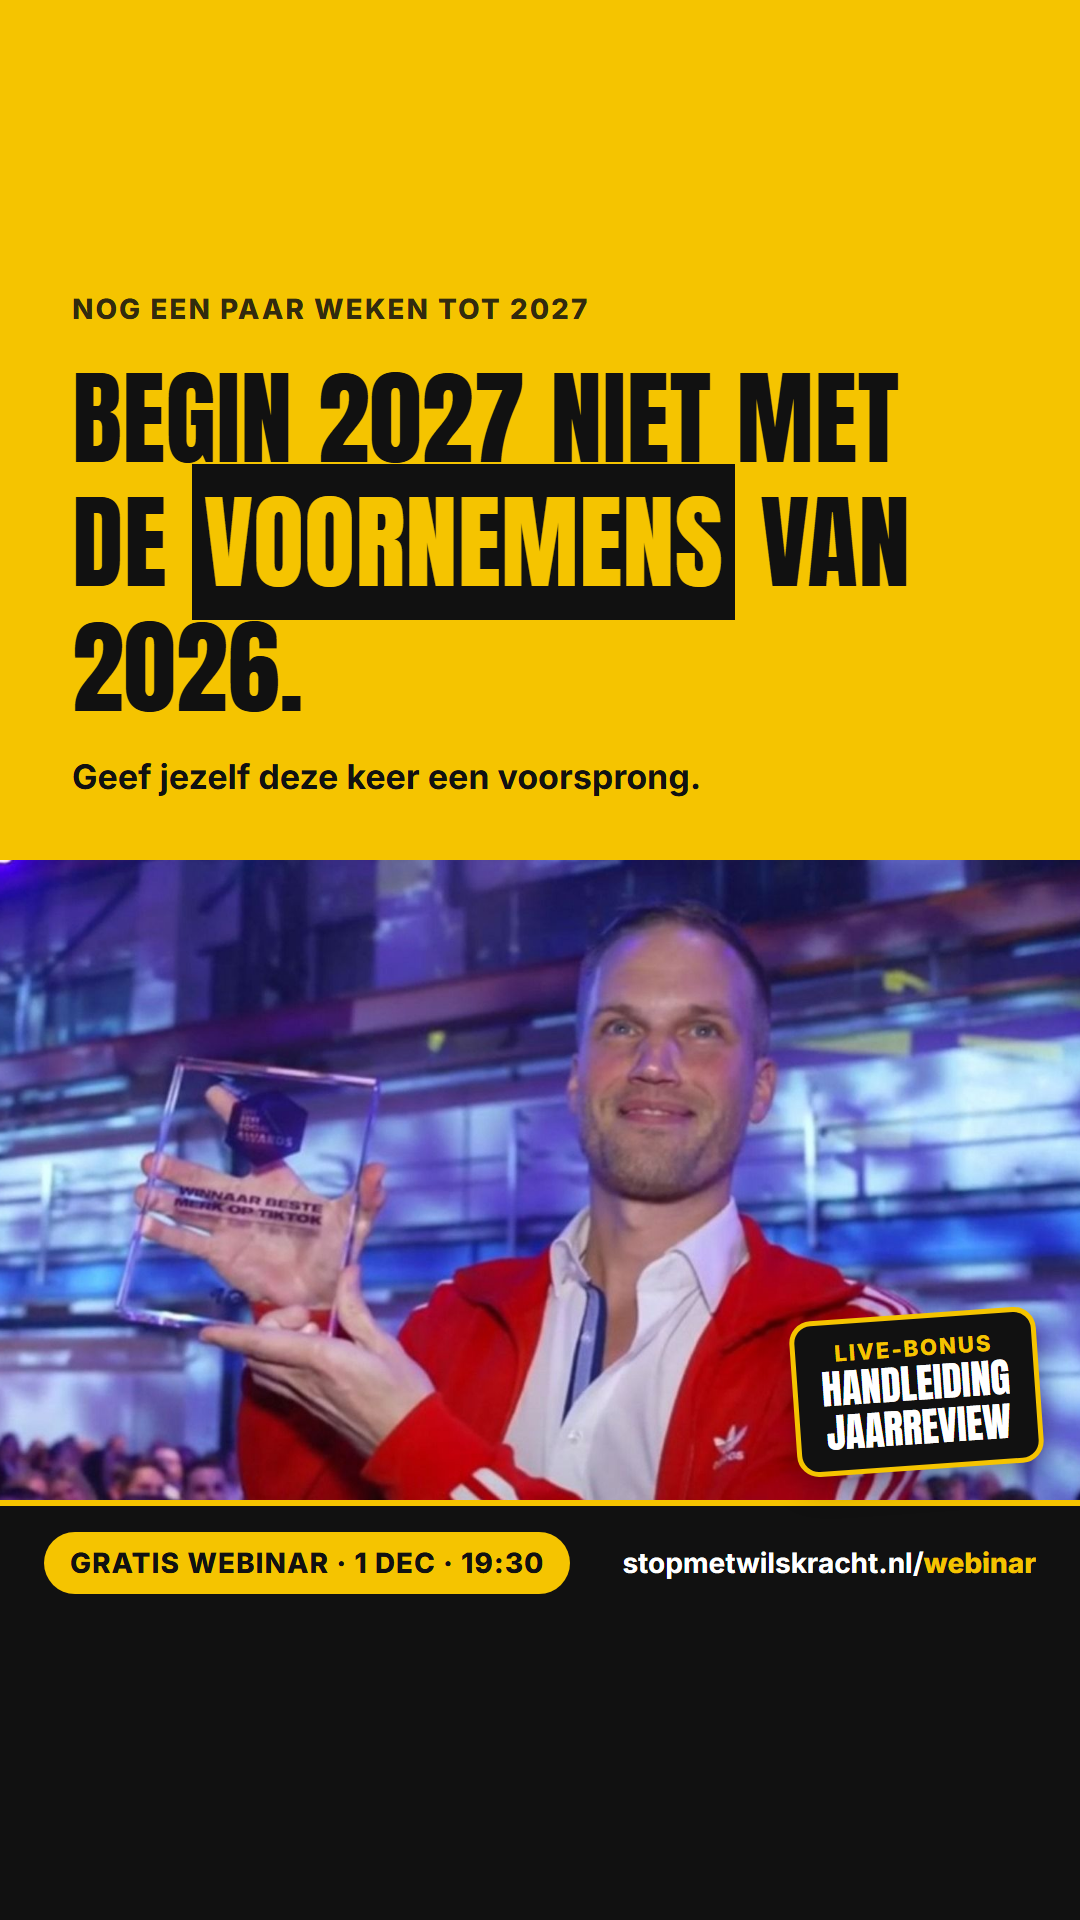 NOG EEN PAAR WEKEN TOT 2027
BEGIN 2027 NIET MET
DE VOORNEMENS VAN
2026.
Geef jezelf deze keer een voorsprong.
AWARDS
WINNAAR BESTE
MERK OP TIKTOK
LIVE-BONUS
HANDLEIDING
JAARREVIEW
GRATIS WEBINAR · 1 DEC · 19:30
stopmetwilskracht.nl/webinar